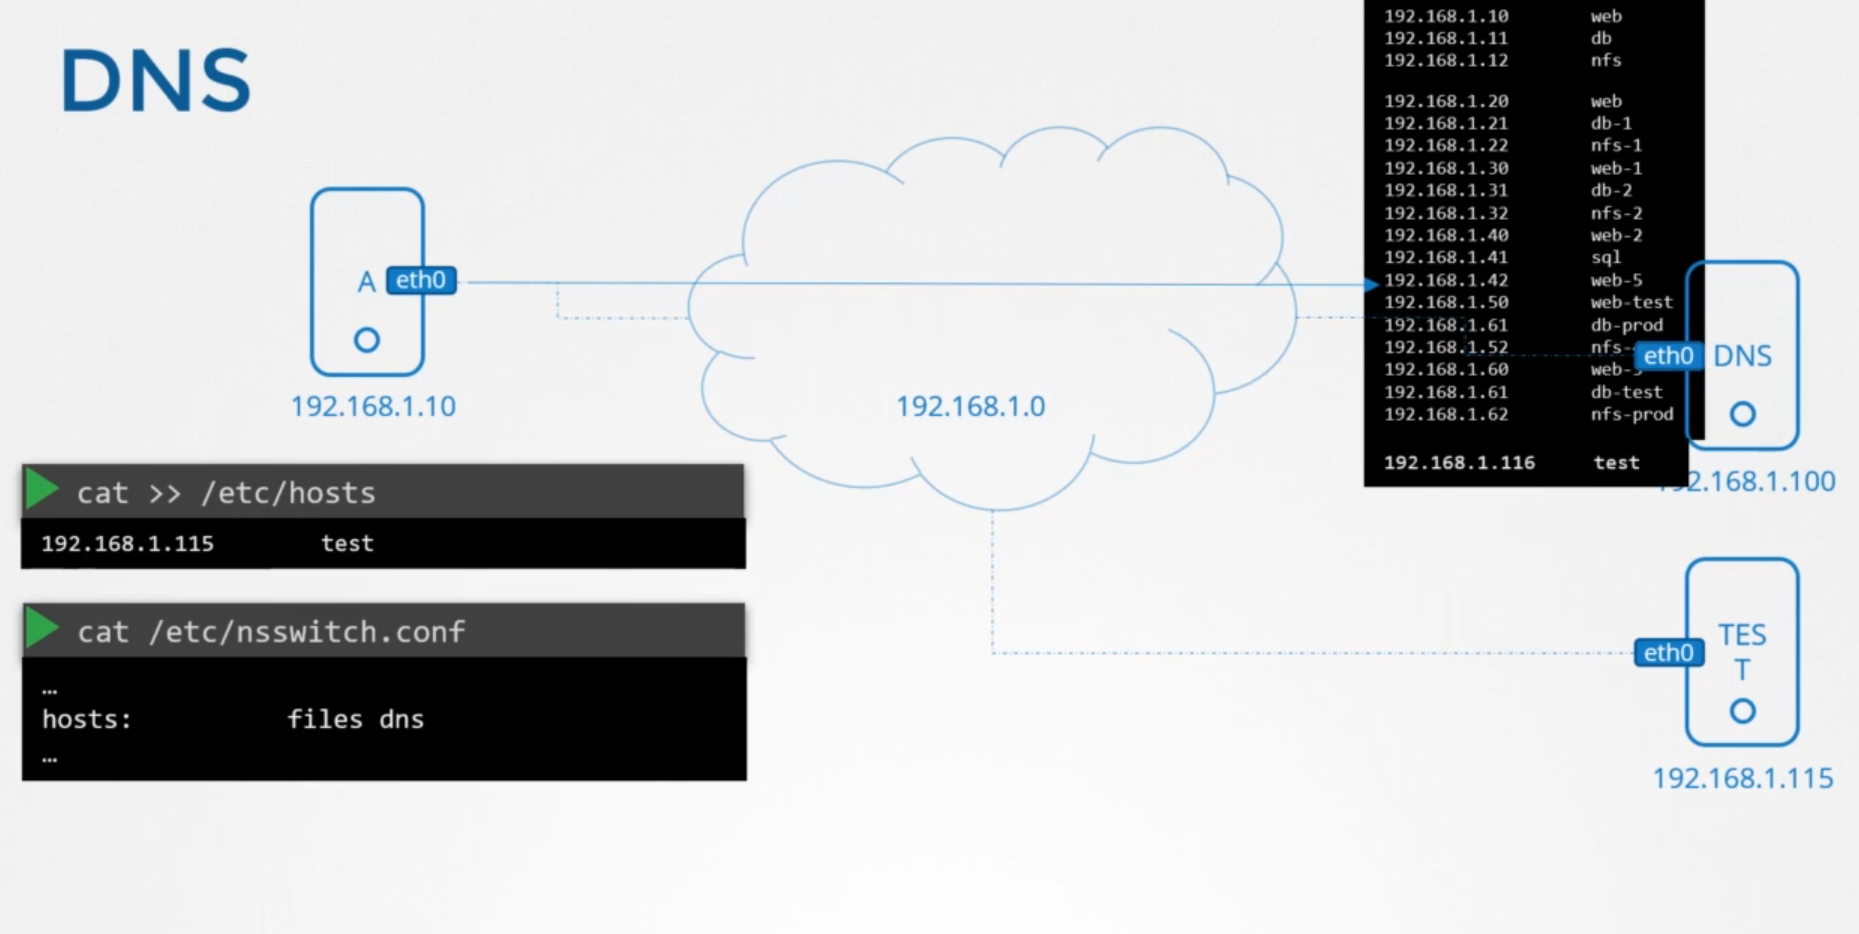 DNS
192.168.1.10 web
192.168.1.11 db
192.168.1.12 nfs
192.168.1.20 web
192.168.1.21 db-1
192.168.1.22 nfs-1
192.168.1.30 web-1
192.168.1.31 db-2
192.168.1.32 nfs-2
192.168.1.40 web-2
192.168.1.41 sql
192.168.1.42 web-5
192.168.1.50 web-test
192.168.1.61 db-prod
192.168.1.52 nfs-
192.168.1.60 web-
192.168.1.61 db-test
192.168.1.62 nfs-prod
192.168.1.116 test
A eth0
192.168.1.10
192.168.1.0
eth0 DNS
2.168.1.100
cat >> /etc/hosts
192.168.1.115 test
cat /etc/nsswitch.conf
…
hosts: files dns
…
TES
T
eth0
192.168.1.115